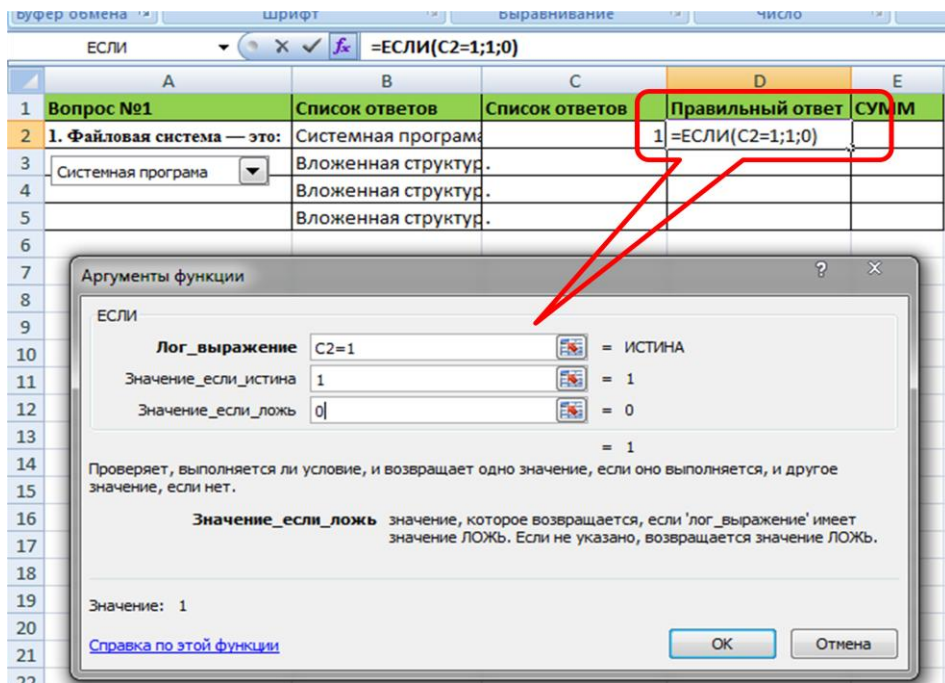 Буфер обмена Шрифт Выравнивание Число
ЕСЛИ fx =ЕСЛИ(C2=1;1;0)
A B C D E
1 Вопрос №1 Список ответов Список ответов Правильный ответ СУММ
2 1. Файловая система — это: Системная програма 1 =ЕСЛИ(C2=1;1;0)
3 Системная програма Вложенная структур.
4 Вложенная структур.
5 Вложенная структур.
6
7 Аргументы функции ?
8
9 ЕСЛИ
10 Лог_выражение C2=1 = ИСТИНА
11 Значение_если_истина 1 = 1
12 Значение_если_ложь 0 = 0
13 = 1
14 Проверяет, выполняется ли условие, и возвращает одно значение, если оно выполняется, и другое
15 значение, если нет.
16 Значение_если_ложь значение, которое возвращается, если 'лог_выражение' имеет
17 значение ЛОЖЬ. Если не указано, возвращается значение ЛОЖЬ.
18
19 Значение: 1
20
21 Справка по этой функции OK Отмена
22